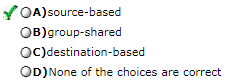 A)source-based
B)group-shared
C)destination-based
D)None of the choices are correct